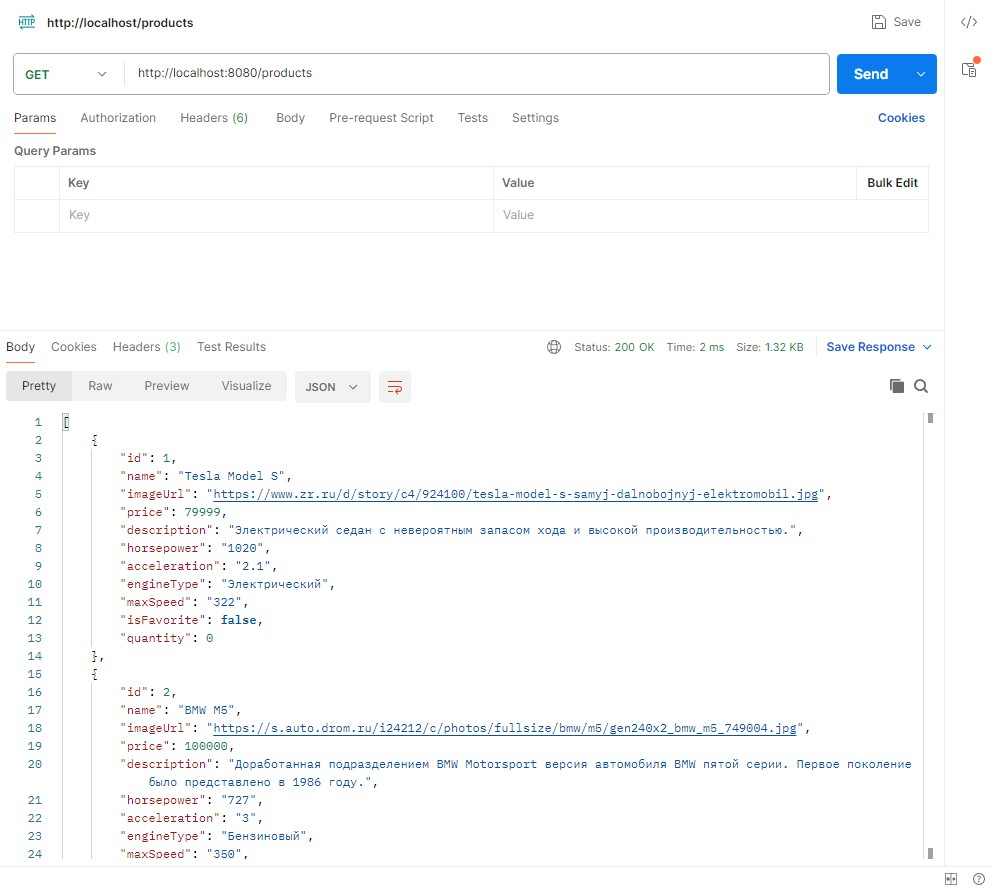 HTTP http://localhost/products Save </>
GET http://localhost:8080/products Send
Params Authorization Headers (6) Body Pre-request Script Tests Settings Cookies
Query Params
Key Value Bulk Edit
Key Value
Body Cookies Headers (3) Test Results Status: 200 OK Time: 2 ms Size: 1.32 KB Save Response
Pretty Raw Preview Visualize JSON
1 [
2 {
3 "id": 1,
4 "name": "Tesla Model S",
5 "imageUrl": "https://www.zr.ru/d/story/c4/924100/tesla-model-s-samyj-dalnobojnyj-elektromobil.jpg",
6 "price": 79999,
7 "description": "Электрический седан с невероятным запасом хода и высокой производительностью.",
8 "horsepower": "1020",
9 "acceleration": "2.1",
10 "engineType": "Электрический",
11 "maxSpeed": "322",
12 "isFavorite": false,
13 "quantity": 0
14 },
15 {
16 "id": 2,
17 "name": "BMW M5",
18 "imageUrl": "https://s.auto.drom.ru/i24212/c/photos/fullsize/bmw/m5/gen240x2_bmw_m5_749004.jpg",
19 "price": 100000,
20 "description": "Доработанная подразделением BMW Motorsport версия автомобиля BMW пятой серии. Первое поколение
было представлено в 1986 году.",
21 "horsepower": "727",
22 "acceleration": "3",
23 "engineType": "Бензиновый",
24 "maxSpeed": "350",